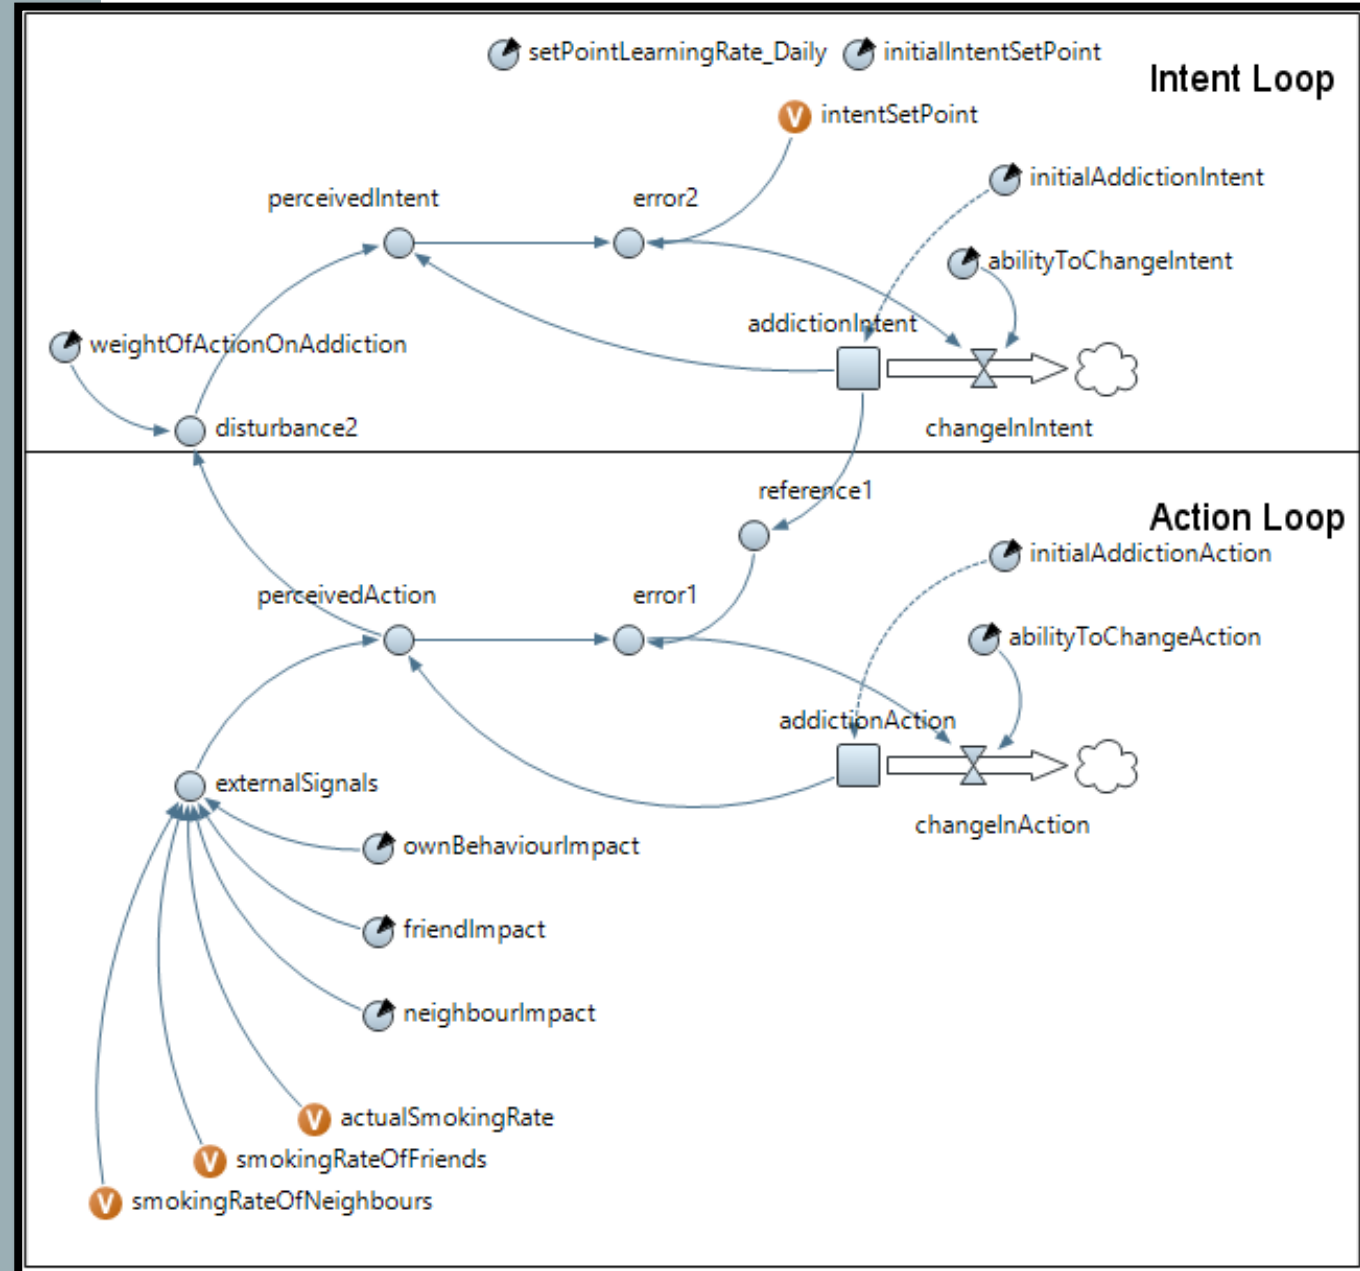 setPointLearningRate_Daily
initialIntentSetPoint
Intent Loop
V
intentSetPoint
initialAddictionIntent
perceivedIntent
error2
abilityToChangeIntent
addictionIntent
weightOfActionOnAddiction
disturbance2
changeInIntent
reference1
Action Loop
initialAddictionAction
perceivedAction
error1
abilityToChangeAction
addictionAction
externalSignals
changeInAction
ownBehaviourImpact
friendImpact
neighbourImpact
V
actualSmokingRate
V
smokingRateOfFriends
V
smokingRateOfNeighbours